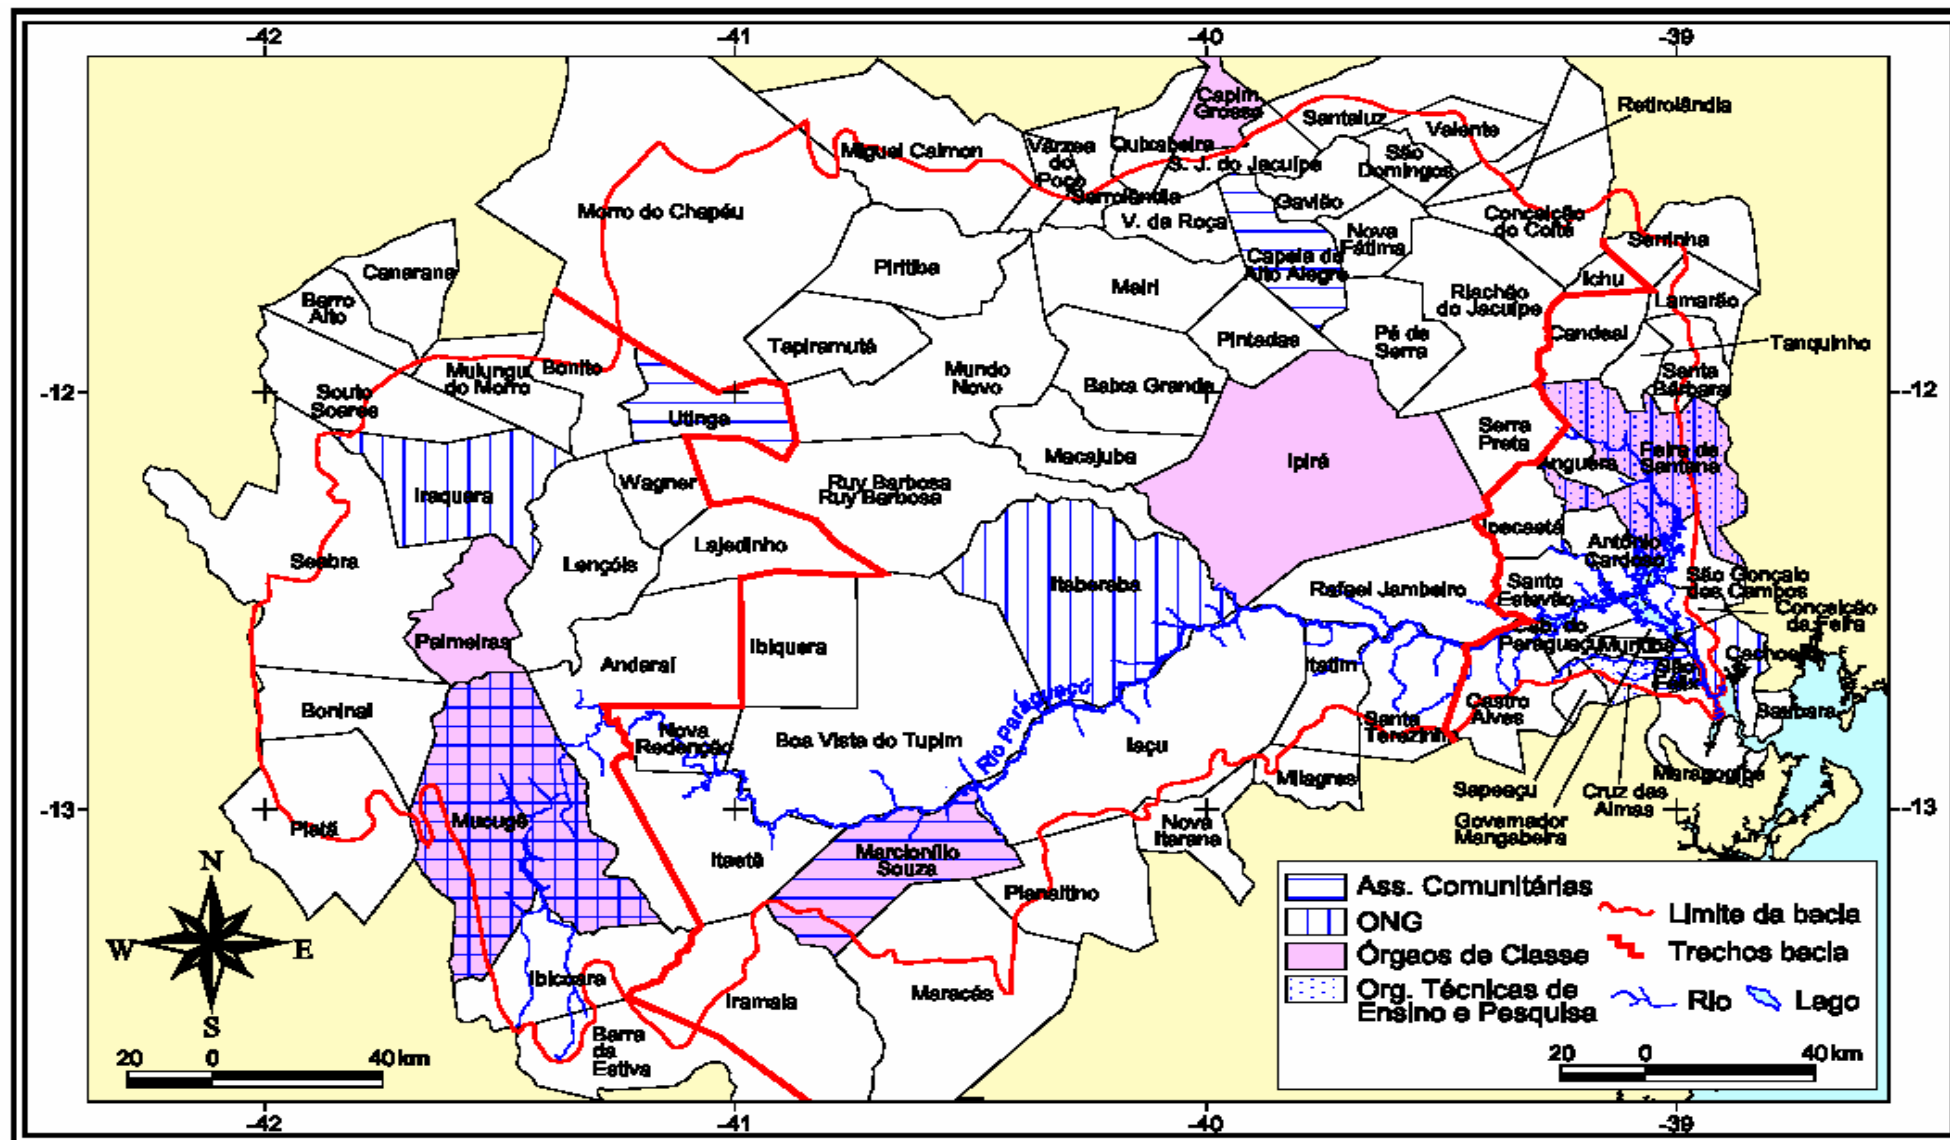 -42 -41 -40 -39
Capim
Grosso
Retirolândia
Santaluz
Valente
Miguel Calmon
Várzea
do
Poço
Quixabeira
São
Domingos
S. J. do Jacuípe
Serrolândia
Gavião
Morro do Chapéu
V. da Roça
Conceição
do Coité
Nova
Fátima
Serrinha
Canarana
Piritiba
Capela do
Alto Alegre
Ichu
Mairi
Riachão
do Jacuípe
Lamarão
Barro
Alto
Candeal
Pintadas
Pé de
Serra
Tanquinho
Tapiramutá
Mulungu
do Morro
Bonito
Mundo
Novo
Santa
Bárbara
Baixa Grande
-12
Souto
Soares
-12
Utinga
Serra
Preta
Macajuba
Ipirá
Anguera
Feira de
Santana
Wagner
Ruy Barbosa
Ruy Barbosa
Iraquara
Ipecaetá
Lajedinho
Antônio
Cardoso
Seabra
Lençóis
Itaberaba
Rafael Jambeiro
Santo
Estevão
São Gonçalo
dos Campos
Conceição
da Feira
Palmeiras
Ibiquera
Cab. do
Paraguaçu
Muritiba
Cachoeira
Andaraí
Itatim
São
Félix
Boninal
Rio Paraguaçú
Castro
Alves
Saubara
Nova
Redenção
Boa Vista do Tupim
Iaçu
Santa
Terezinha
Milagres
Maragogipe
Sapeaçu
Cruz das
Almas
-13
Piatã
Mucugê
Governador
Mangabeira
-13
Nova
Itarana
Itaetê
Marcionílio
Souza
N
Planaltino
Ass. Comunitárias
ONG
Limite da bacia
W E
Órgaos de Classe
Trechos bacia
Ibicoara
Iramaia
Maracás
Org. Técnicas de
Ensino e Pesquisa
Rio Lago
S
Barra
da
Estiva
20 0 40 km
20 0 40 km
-42 -41 -40 -39